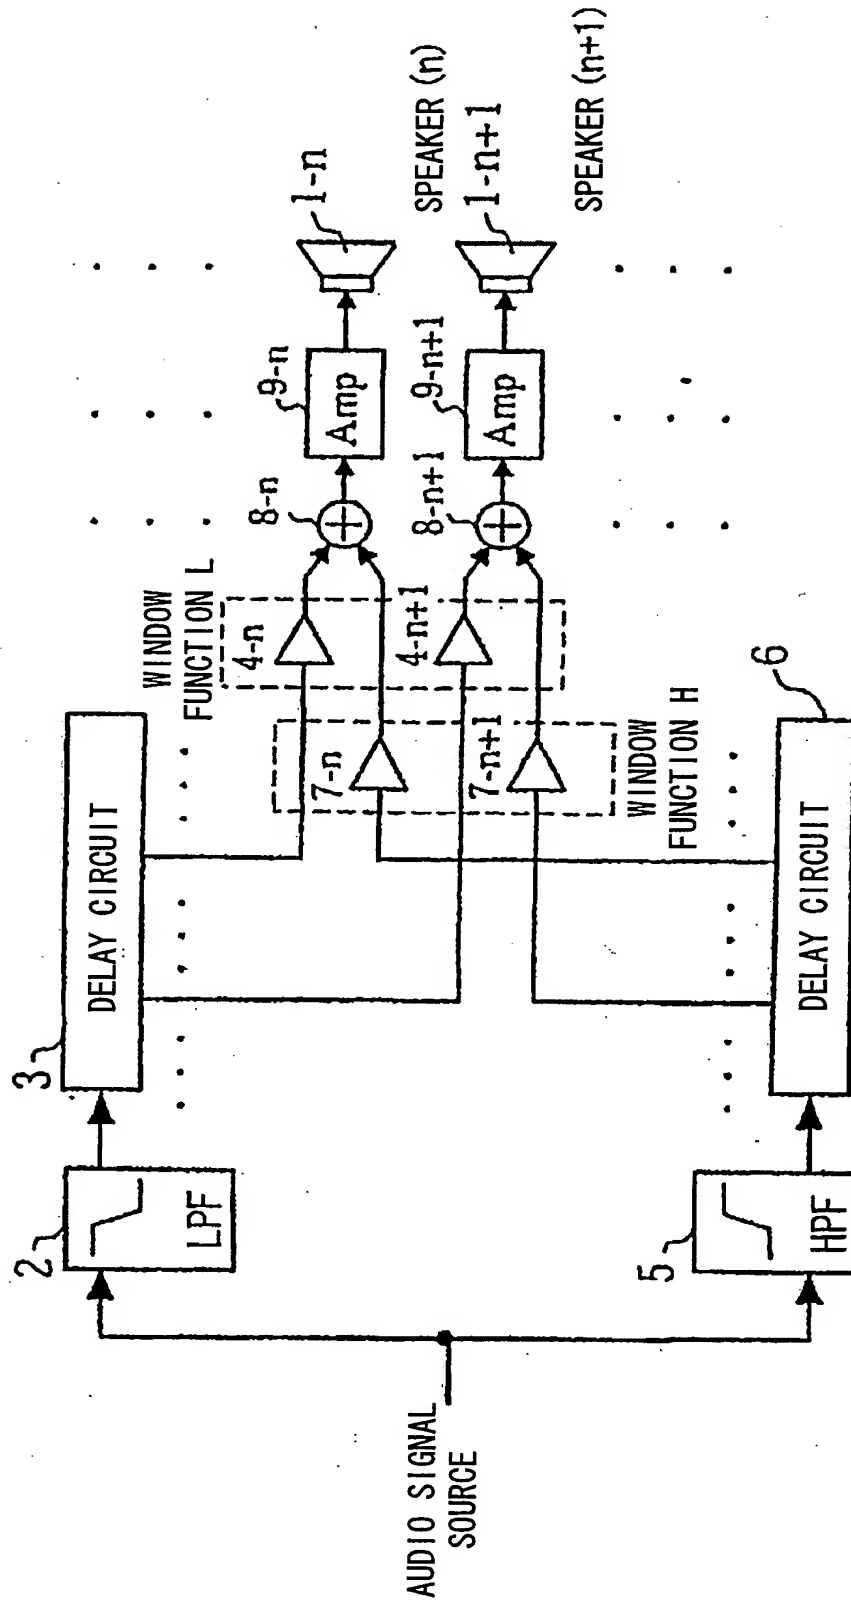 AUDIO SIGNAL
SOURCE
2
LPF
3
DELAY CIRCUIT
5
HPF
6
DELAY CIRCUIT
WINDOW
FUNCTION L
4-n
4-n+1
7-n
7-n+1
WINDOW
FUNCTION H
8-n
8-n+1
9-n
Amp
9-n+1
Amp
1-n
SPEAKER (n)
1-n+1
SPEAKER (n+1)